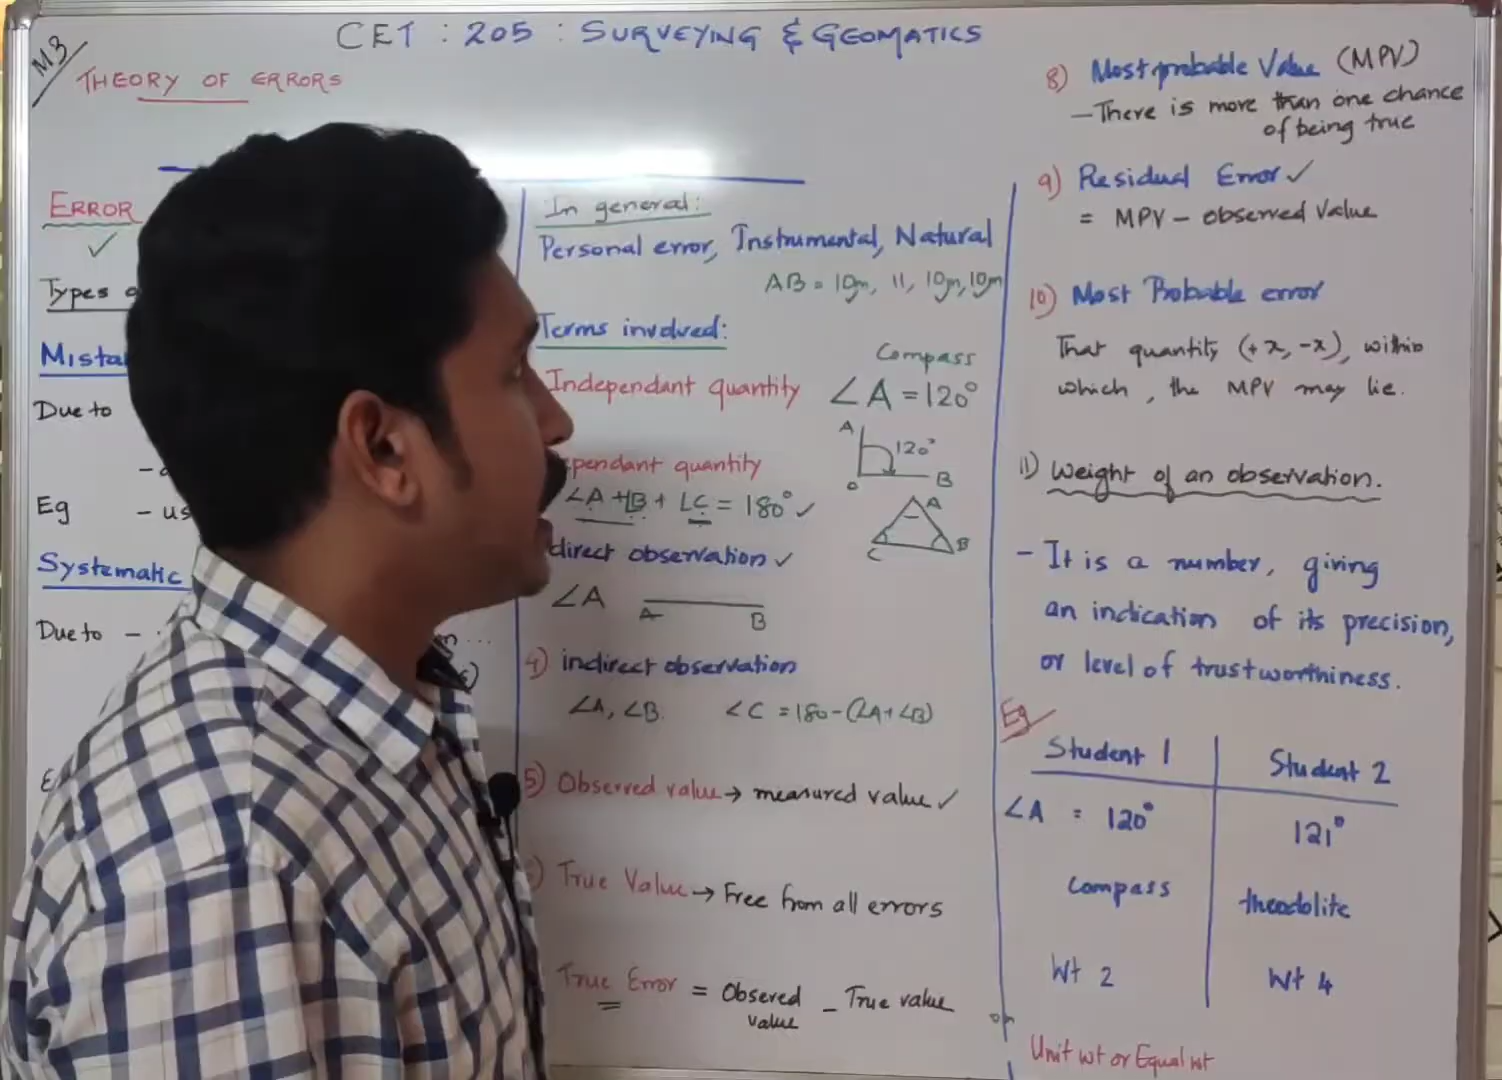 M3
CET : 205 : SURVEYING & GEOMATICS
THEORY OF ERRORS
ERROR
✓
Types
Due to
Eg - us
Systematic
Due to -
In general:
Personal error, Instrumental, Natural
AB = 10m, 11, 10m, 10m
Terms involved:
Independant quantity
Compass
∠A = 120°
A
120°
O B
pendant quantity
∠A + ∠B + ∠C = 180° ✓
A
C B
direct observation ✓
∠A
A B
4) indirect observation
∠A, ∠B. ∠C = 180 - (∠A + ∠B)
5) Observed value → measured value ✓
) True Value → Free from all errors
True Error = Obsered value - True value
8) Most probable Value (MPV)
- There is more than one chance
of being true
9) Residual Error ✓
= MPV - observed value
10) Most Probable error
That quantity (+x, -x), within
which, the MPV may lie.
11) Weight of an observation.
- It is a number, giving
an indication of its precision,
or level of trustworthiness.
Eg
Student 1 Student 2
∠A = 120° 121°
compass theodolite
Wt 2 Wt 4
Unit wt or Equal wt